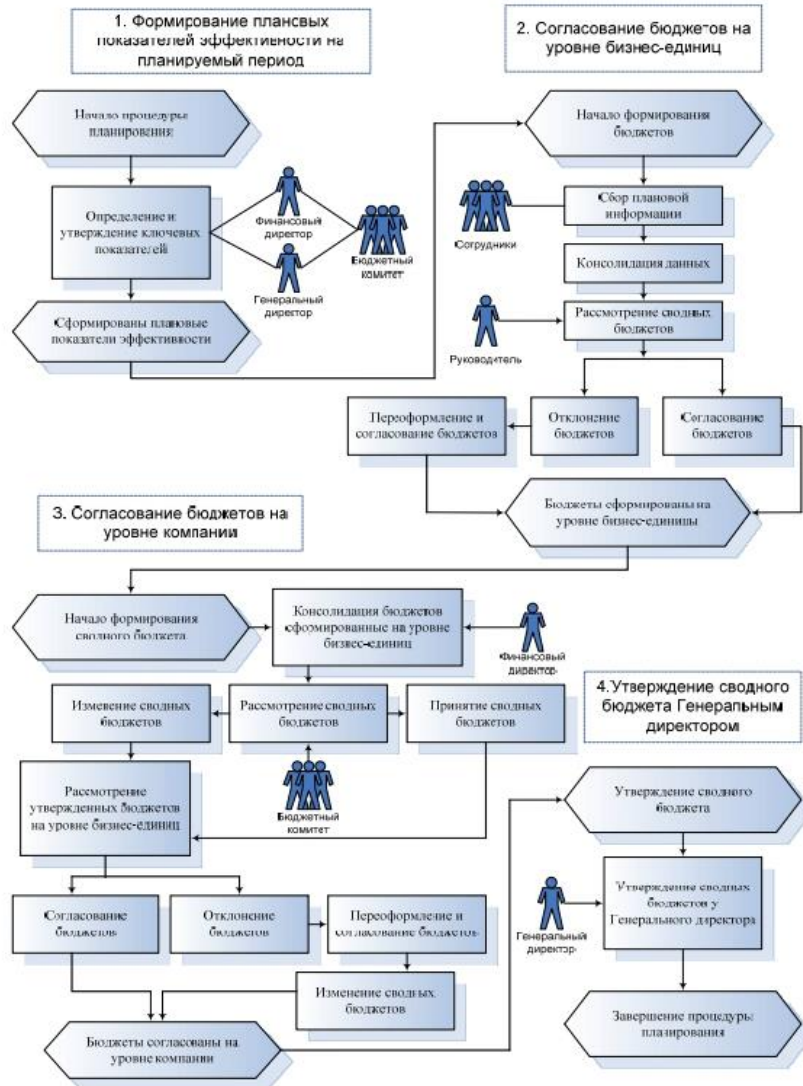 1. Формирование плансвых
показателей эффективности на
планируемый период
Начало процедуры
планирования
Определение и
утверждение ключевых
показателей
Финансовый
директор
Генеральный
директор
Бюджетный
комитет
Сформированы плановые
показатели эффективности
2. Согласование бюджетов на
уровне бизнес-единиц
Начало формирования
бюджетов
Сотрудники
Сбор плановой
информации
Консолидация данных
Руководитель
Рассмотрение сводных
бюджетов
Переоформление и
согласование бюджетов
Отклонение
бюджетов
Согласование
бюджетов
Бюджеты сформированы на
уровне бизнес-единицы
3. Согласование бюджетов на
уровне компании
Начало формирования
сводного бюджета
Консолидация бюджетов
сформированные на уровне
бизнес-единиц
Финансовый
директор
Изменение сводных
бюджетов
Рассмотрение сводных
бюджетов
Принятие сводных
бюджетов
Бюджетный
комитет
Рассмотрение
утвержденных бюджетов
на уровне бизнес-единиц
Согласование
бюджетов
Отклонение
бюджетов
Переоформление и
согласование бюджетов
Изменение сводных
бюджетов
Бюджеты согласованы на
уровне компании
4.Утверждение сводного
бюджета Генеральным
директором
Утверждение сводного
бюджета
Генеральный
директор
Утверждение сводных
бюджетов у
Генерального директора
Завершение процедуры
планирования